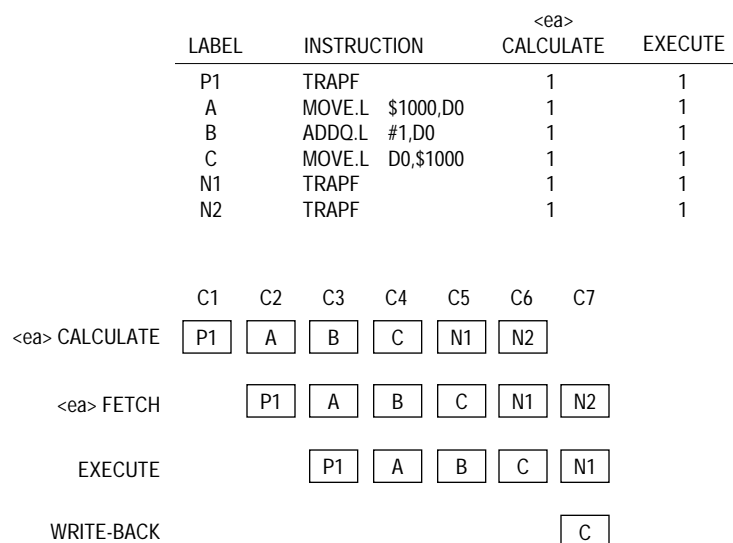 <ea>
LABEL INSTRUCTION CALCULATE EXECUTE
P1 TRAPF 1 1
A MOVE.L $1000,D0 1 1
B ADDQ.L #1,D0 1 1
C MOVE.L D0,$1000 1 1
N1 TRAPF 1 1
N2 TRAPF 1 1
C1 C2 C3 C4 C5 C6 C7
<ea> CALCULATE P1 A B C N1 N2
<ea> FETCH P1 A B C N1 N2
EXECUTE P1 A B C N1
WRITE-BACK C